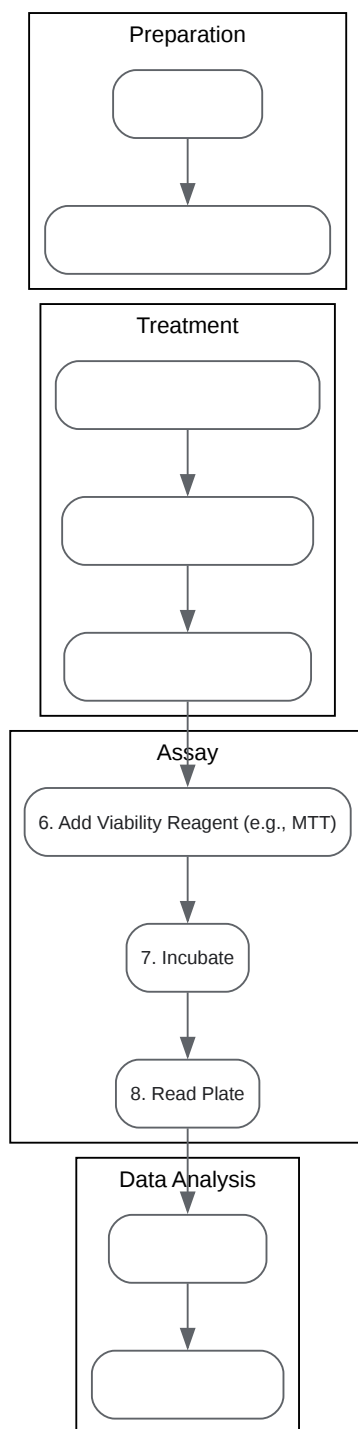 Preparation
Treatment
Assay
6. Add Viability Reagent (e.g., MTT)
7. Incubate
8. Read Plate
Data Analysis